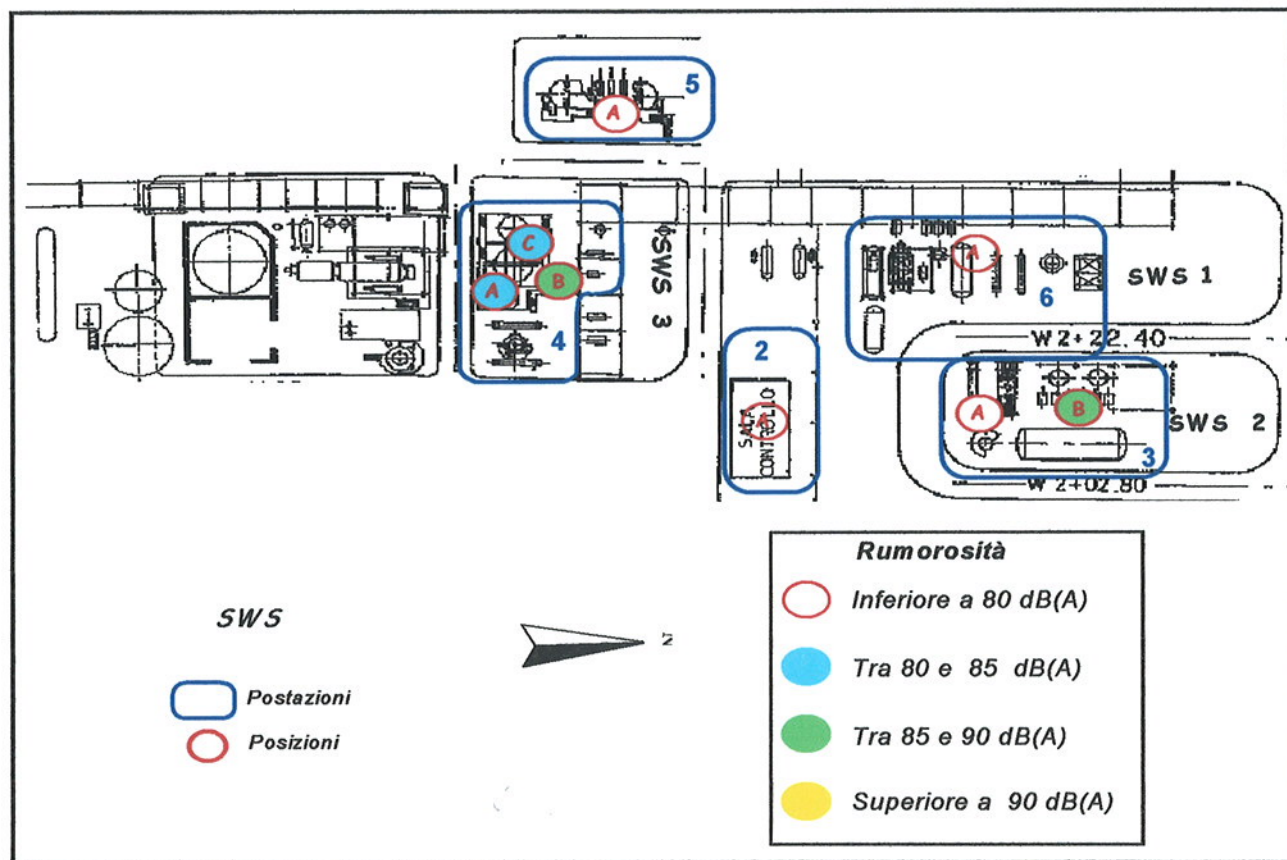 5
A
C
A
B
4
SWS 3
2
A
SALA
CONTROLLO
A
6
SWS 1
W 2+22.40
A
B
3
SWS 2
W 2+02.80
SWS
Postazioni
Posizioni
N
Rumorosità
Inferiore a 80 dB(A)
Tra 80 e 85 dB(A)
Tra 85 e 90 dB(A)
Superiore a 90 dB(A)